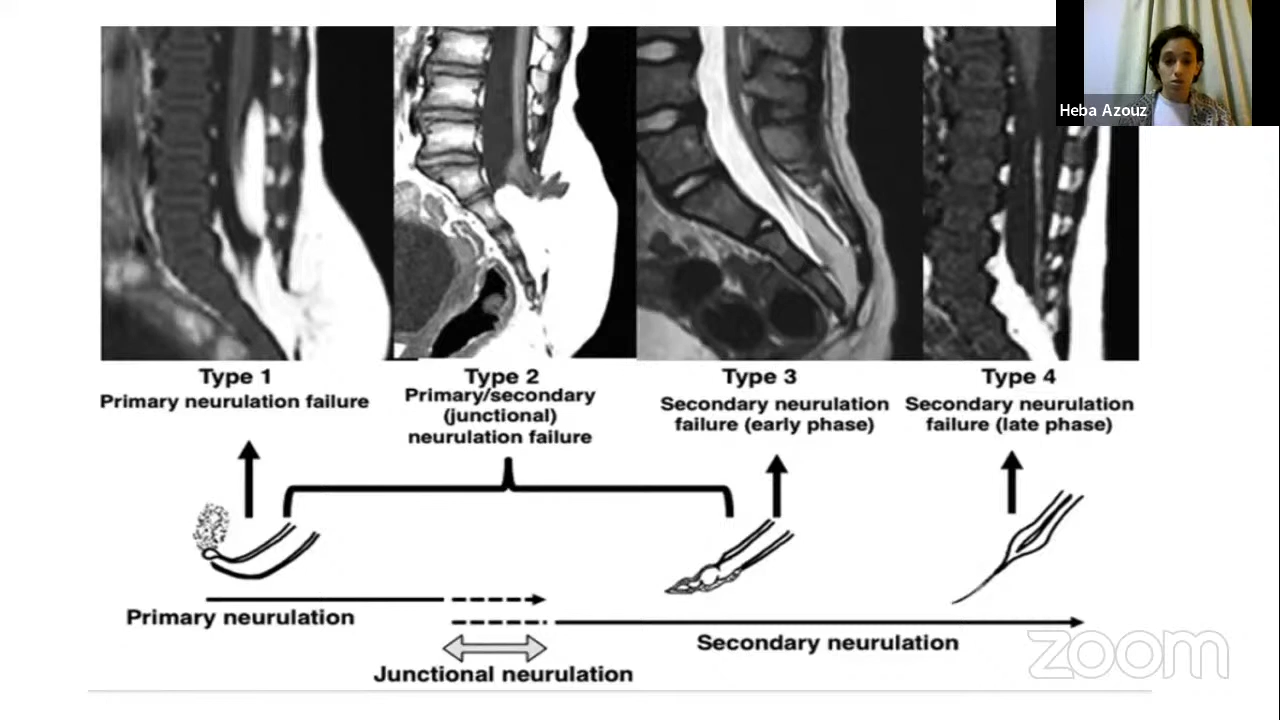 Heba Azouz
Type 1
Primary neurulation failure
Type 2
Primary/secondary
(junctional)
neurulation failure
Type 3
Secondary neurulation
failure (early phase)
Type 4
Secondary neurulation
failure (late phase)
Primary neurulation
Secondary neurulation
Junctional neurulation
zoom